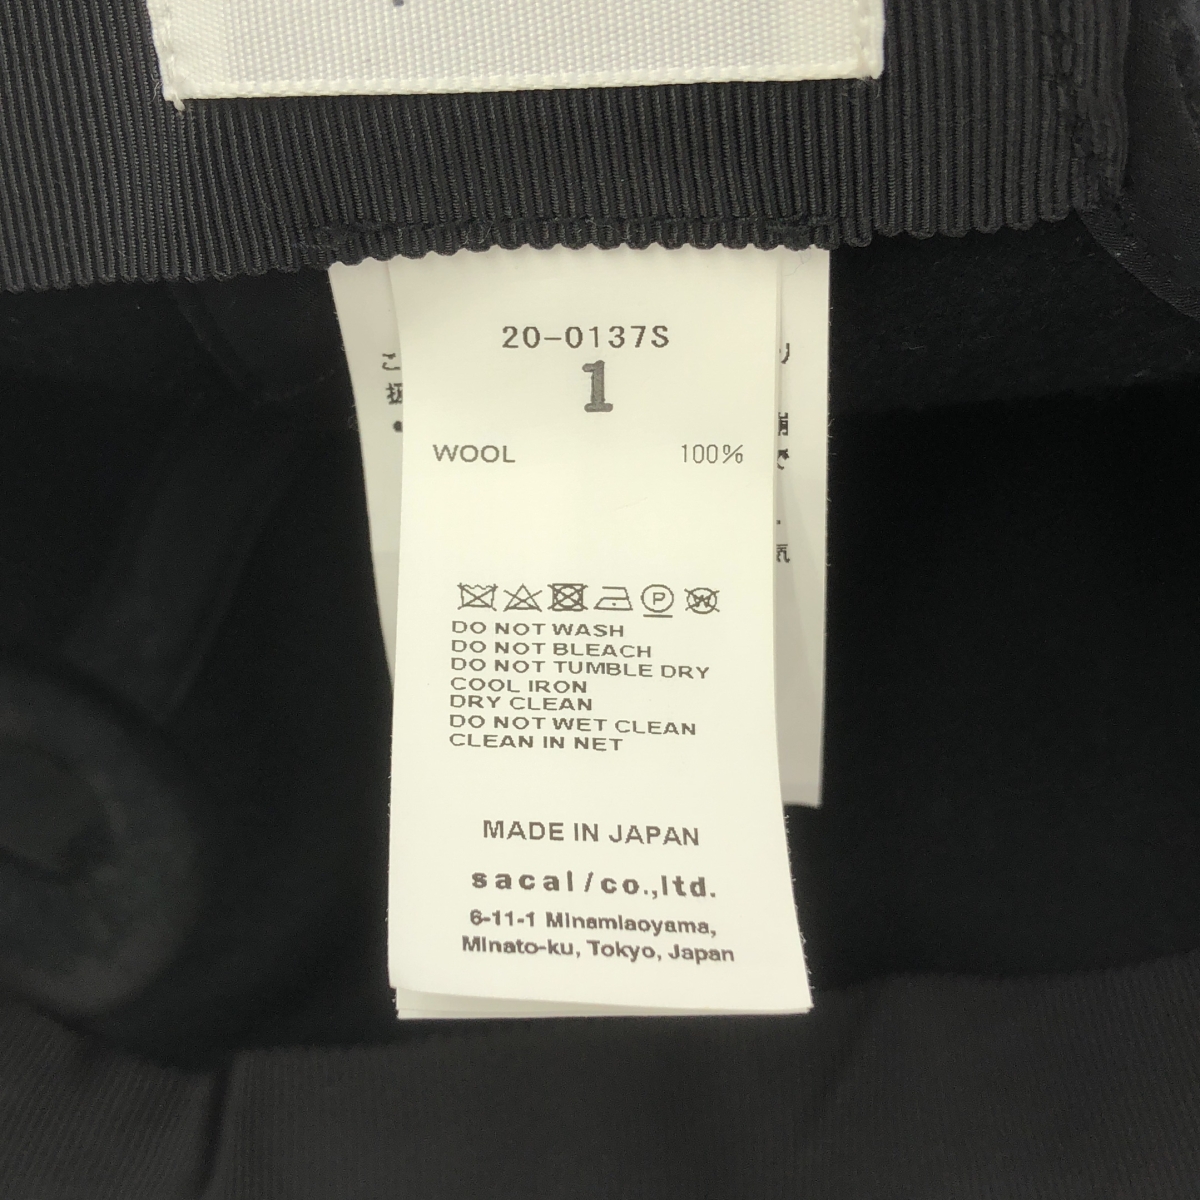 20-0137S
1
WOOL 100%
P W
DO NOT WASH
DO NOT BLEACH
DO NOT TUMBLE DRY
COOL IRON
DRY CLEAN
DO NOT WET CLEAN
CLEAN IN NET
MADE IN JAPAN
sacai/co.,ltd.
6-11-1 Minamiaoyama,
Minato-ku, Tokyo, Japan